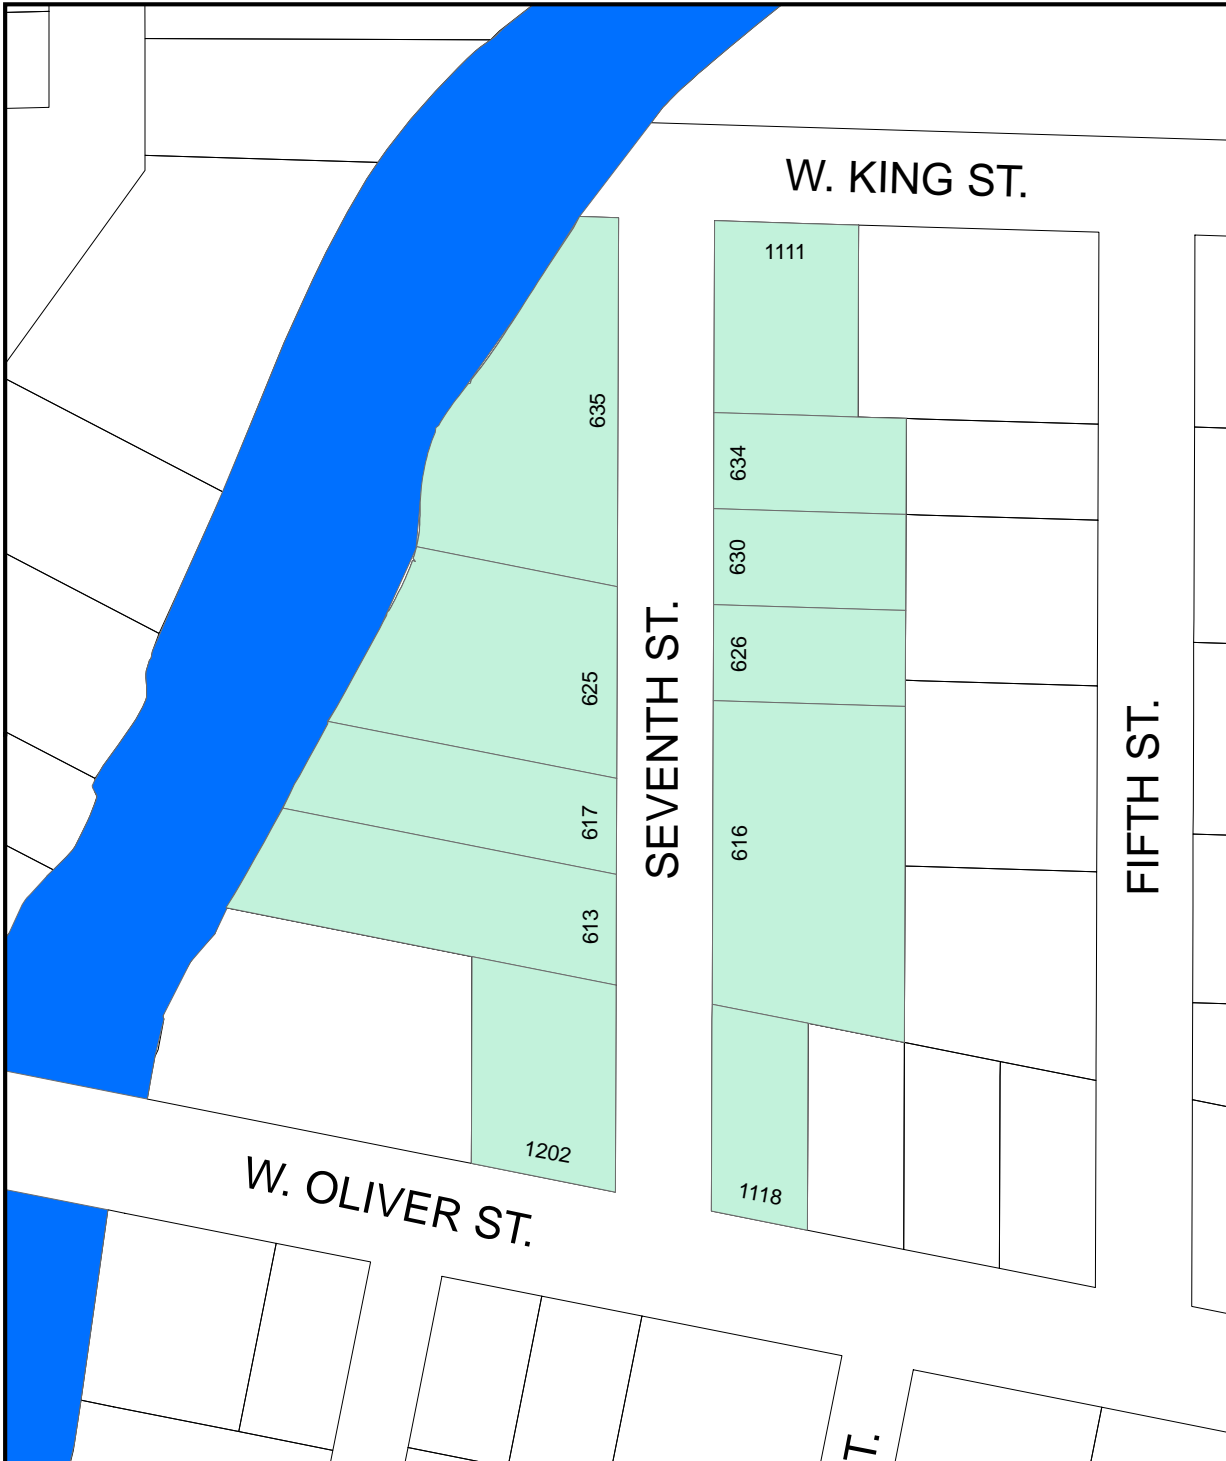 W. KING ST.
1111
635
634
630
SEVENTH ST.
626
625
FIFTH ST.
617
616
613
1202
1118
W. OLIVER ST.
T.